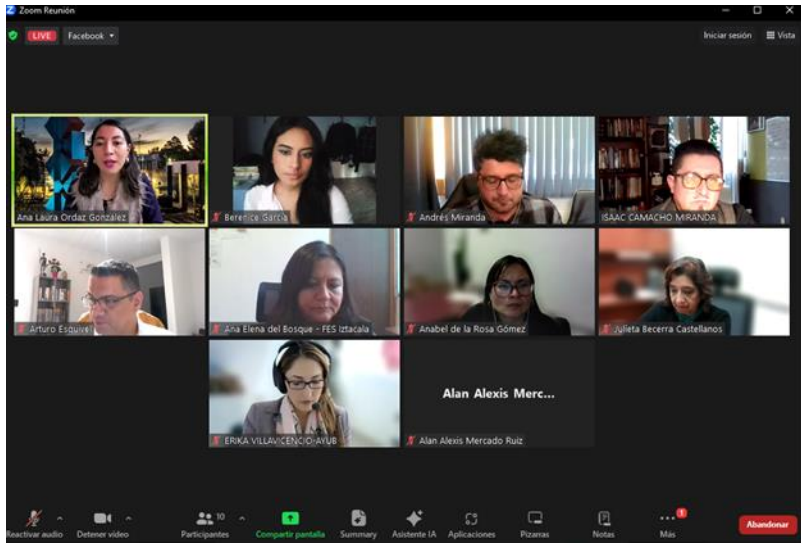 Zoom Reunión
LIVE Facebook
Iniciar sesión Vista
Ana Laura Ordaz González
Berenice García
Andrés Miranda
ISAAC CAMACHO MIRANDA
Arturo Esquivel
Ana Elena del Bosque - FES Iztacala
Anabel de la Rosa Gómez
Julieta Becerra Castellanos
ERIKA VILLAVICENCIO-AYUB
Alan Alexis Merc...
Alan Alexis Mercado Ruiz
10
1
Reactivar audio Detener video Participantes Compartir pantalla Summary Asistente IA Aplicaciones Pizarras Notas Más Abandonar